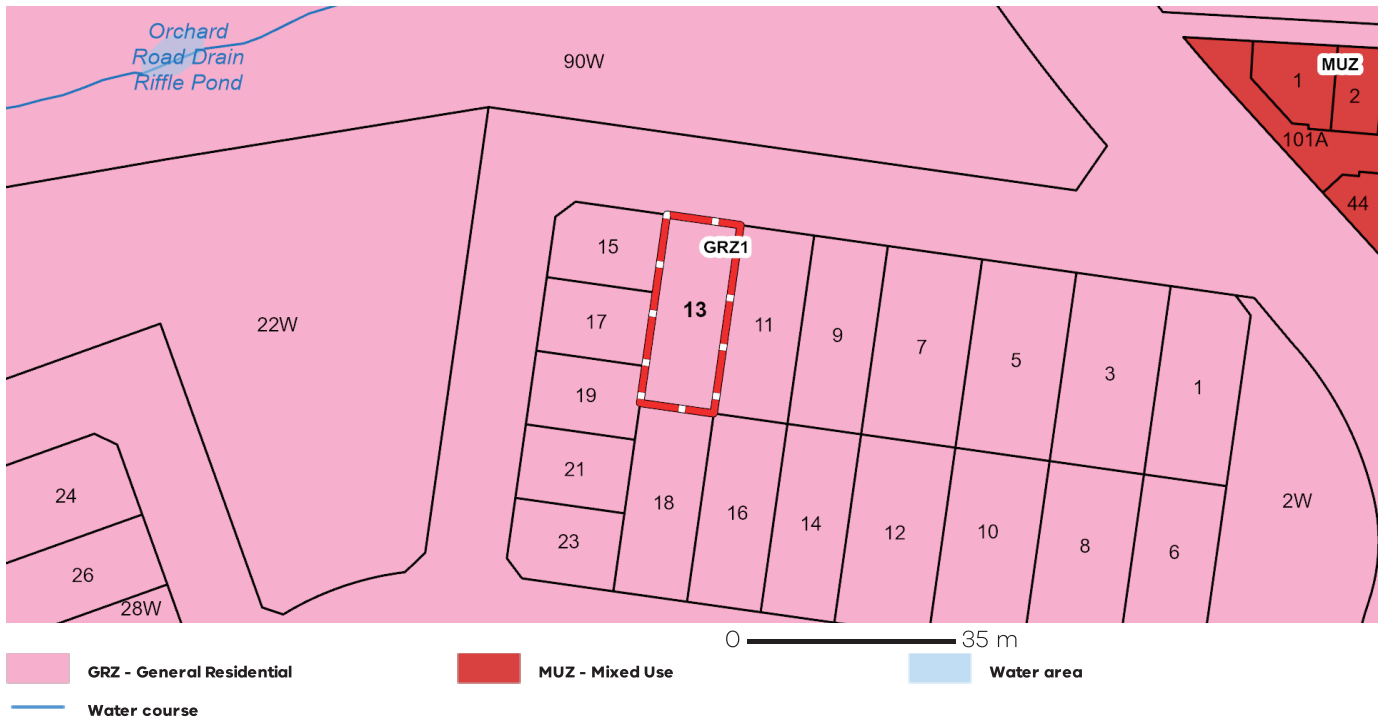 Orchard
Road Drain
Riffle Pond
90W
MUZ
1
2
101A
44
15
GRZ1
13
17
11
9
7
5
3
1
22W
19
21
18
16
14
12
10
8
6
2W
23
24
26
28W
0 35 m
GRZ - General Residential
MUZ - Mixed Use
Water area
Water course